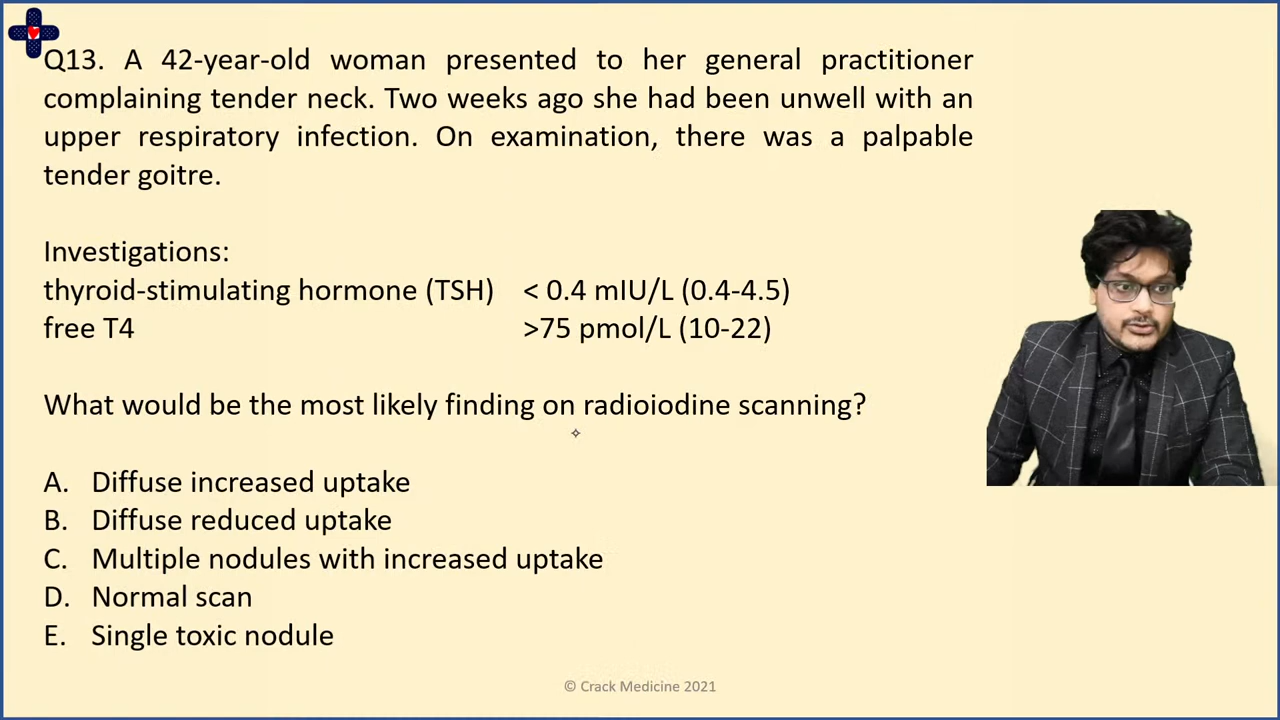 Q13. A 42-year-old woman presented to her general practitioner
complaining tender neck. Two weeks ago she had been unwell with an
upper respiratory infection. On examination, there was a palpable
tender goitre.
Investigations:
thyroid-stimulating hormone (TSH) < 0.4 mIU/L (0.4-4.5)
free T4 >75 pmol/L (10-22)
What would be the most likely finding on radioiodine scanning?
A. Diffuse increased uptake
B. Diffuse reduced uptake
C. Multiple nodules with increased uptake
D. Normal scan
E. Single toxic nodule
© Crack Medicine 2021